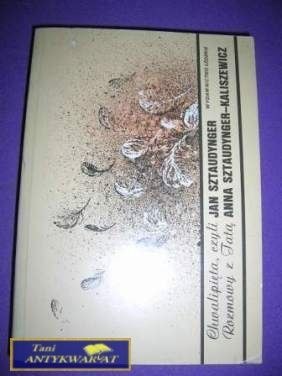 Chwalipięta, czyli
Rozmowy z Tatą
JAN SZTAUDYNGER
ANNA SZTAUDYNGER-KALISZEWICZ
WYDAWNICTWO ŁÓDZKIE
Tani
ANTYKWARIAT